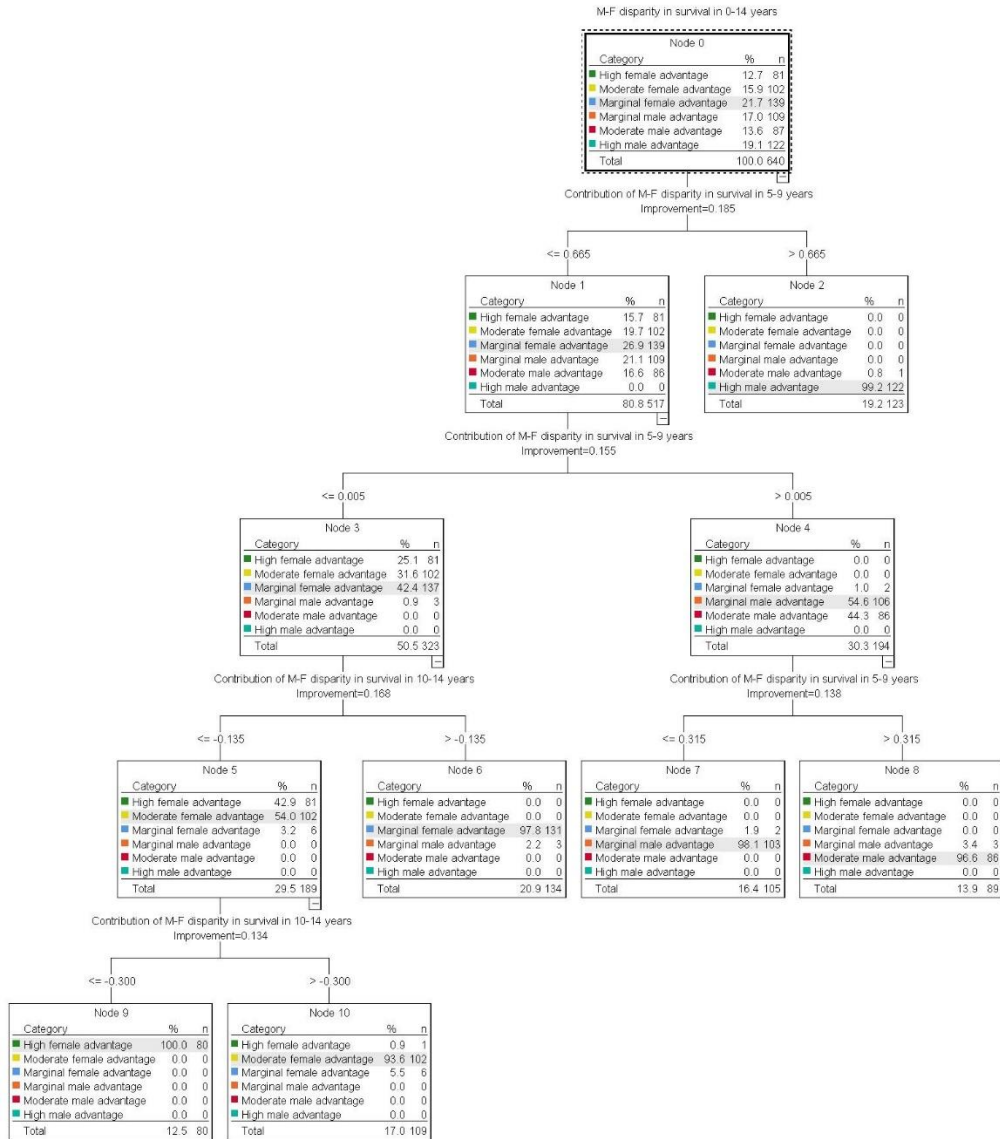 M-F disparity in survival in 0-14 years
Node 0
Category % n
High female advantage 12.7 81
Moderate female advantage 15.9 102
Marginal female advantage 21.7 139
Marginal male advantage 17.0 109
Moderate male advantage 13.6 87
High male advantage 19.1 122
Total 100.0 640
Contribution of M-F disparity in survival in 5-9 years
Improvement=0.185
<= 0.665
> 0.665
Node 1
Category % n
High female advantage 15.7 81
Moderate female advantage 19.7 102
Marginal female advantage 26.9 139
Marginal male advantage 21.1 109
Moderate male advantage 16.6 86
High male advantage 0.0 0
Total 80.8 517
Node 2
Category % n
High female advantage 0.0 0
Moderate female advantage 0.0 0
Marginal female advantage 0.0 0
Marginal male advantage 0.0 0
Moderate male advantage 0.8 1
High male advantage 99.2 122
Total 19.2 123
Contribution of M-F disparity in survival in 5-9 years
Improvement=0.155
<= 0.005
> 0.005
Node 3
Category % n
High female advantage 25.1 81
Moderate female advantage 31.6 102
Marginal female advantage 42.4 137
Marginal male advantage 0.9 3
Moderate male advantage 0.0 0
High male advantage 0.0 0
Total 50.5 323
Node 4
Category % n
High female advantage 0.0 0
Moderate female advantage 0.0 0
Marginal female advantage 1.0 2
Marginal male advantage 54.6 106
Moderate male advantage 44.3 86
High male advantage 0.0 0
Total 30.3 194
Contribution of M-F disparity in survival in 10-14 years
Improvement=0.168
Contribution of M-F disparity in survival in 5-9 years
Improvement=0.138
<= -0.135
> -0.135
<= 0.315
> 0.315
Node 5
Category % n
High female advantage 42.9 81
Moderate female advantage 54.0 102
Marginal female advantage 3.2 6
Marginal male advantage 0.0 0
Moderate male advantage 0.0 0
High male advantage 0.0 0
Total 29.5 189
Node 6
Category % n
High female advantage 0.0 0
Moderate female advantage 0.0 0
Marginal female advantage 97.8 131
Marginal male advantage 2.2 3
Moderate male advantage 0.0 0
High male advantage 0.0 0
Total 20.9 134
Node 7
Category % n
High female advantage 0.0 0
Moderate female advantage 0.0 0
Marginal female advantage 1.9 2
Marginal male advantage 98.1 103
Moderate male advantage 0.0 0
High male advantage 0.0 0
Total 16.4 105
Node 8
Category % n
High female advantage 0.0 0
Moderate female advantage 0.0 0
Marginal female advantage 0.0 0
Marginal male advantage 3.4 3
Moderate male advantage 96.6 86
High male advantage 0.0 0
Total 13.9 89
Contribution of M-F disparity in survival in 10-14 years
Improvement=0.134
<= -0.300
> -0.300
Node 9
Category % n
High female advantage 100.0 80
Moderate female advantage 0.0 0
Marginal female advantage 0.0 0
Marginal male advantage 0.0 0
Moderate male advantage 0.0 0
High male advantage 0.0 0
Total 12.5 80
Node 10
Category % n
High female advantage 0.9 1
Moderate female advantage 93.6 102
Marginal female advantage 5.5 6
Marginal male advantage 0.0 0
Moderate male advantage 0.0 0
High male advantage 0.0 0
Total 17.0 109